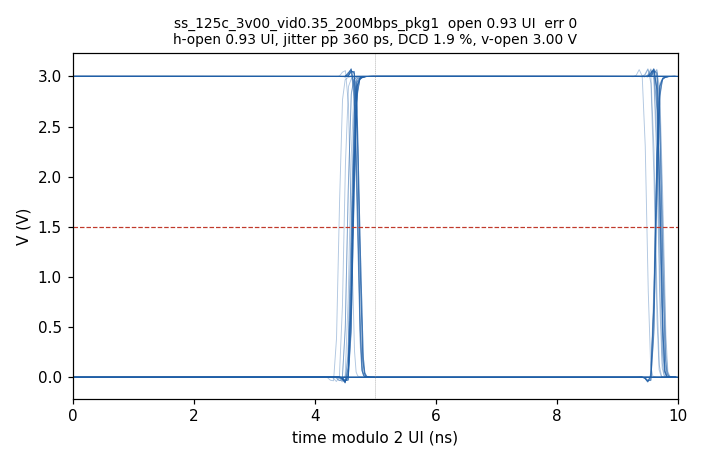 ss_125c_3v00_vid0.35_200Mbps_pkg1  open 0.93 UI  err 0
h-open 0.93 UI, jitter pp 360 ps, DCD 1.9 %, v-open 3.00 V
V (V)
3.0
2.5
2.0
1.5
1.0
0.5
0.0
0 2 4 6 8 10
time modulo 2 UI (ns)